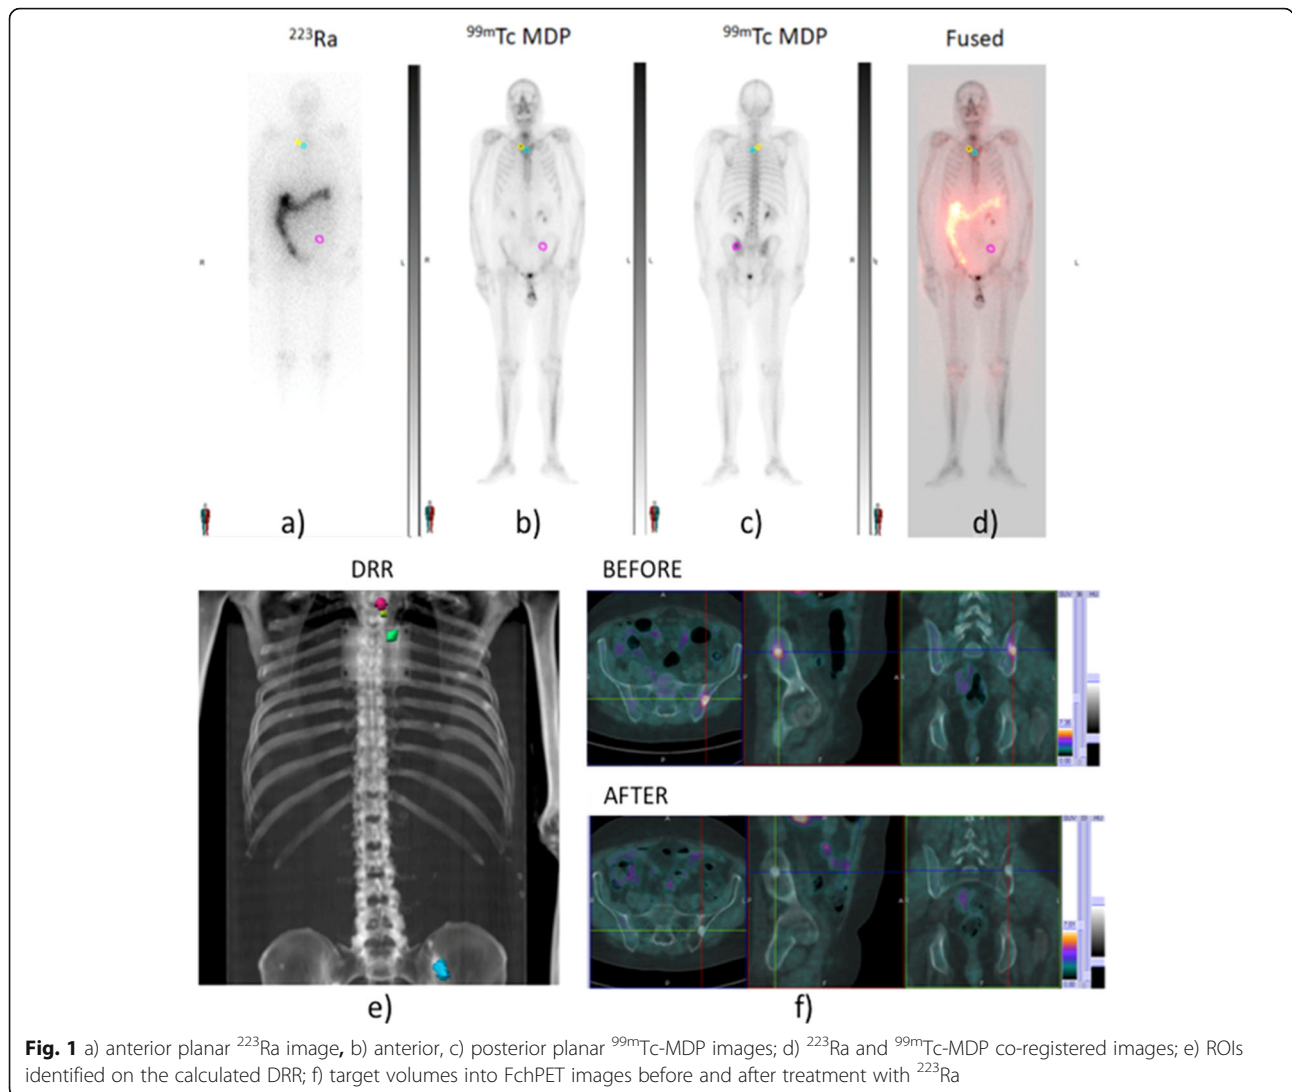 ²²³Ra
⁹⁹ᵐTc MDP
⁹⁹ᵐTc MDP
Fused
R
L
R
L
L
R
L
a)
b)
c)
d)
DRR
BEFORE
AFTER
e)
f)
Fig. 1 a) anterior planar ²²³Ra image, b) anterior, c) posterior planar ⁹⁹ᵐTc-MDP images; d) ²²³Ra and ⁹⁹ᵐTc-MDP co-registered images; e) ROIs
identified on the calculated DRR; f) target volumes into FchPET images before and after treatment with ²²³Ra